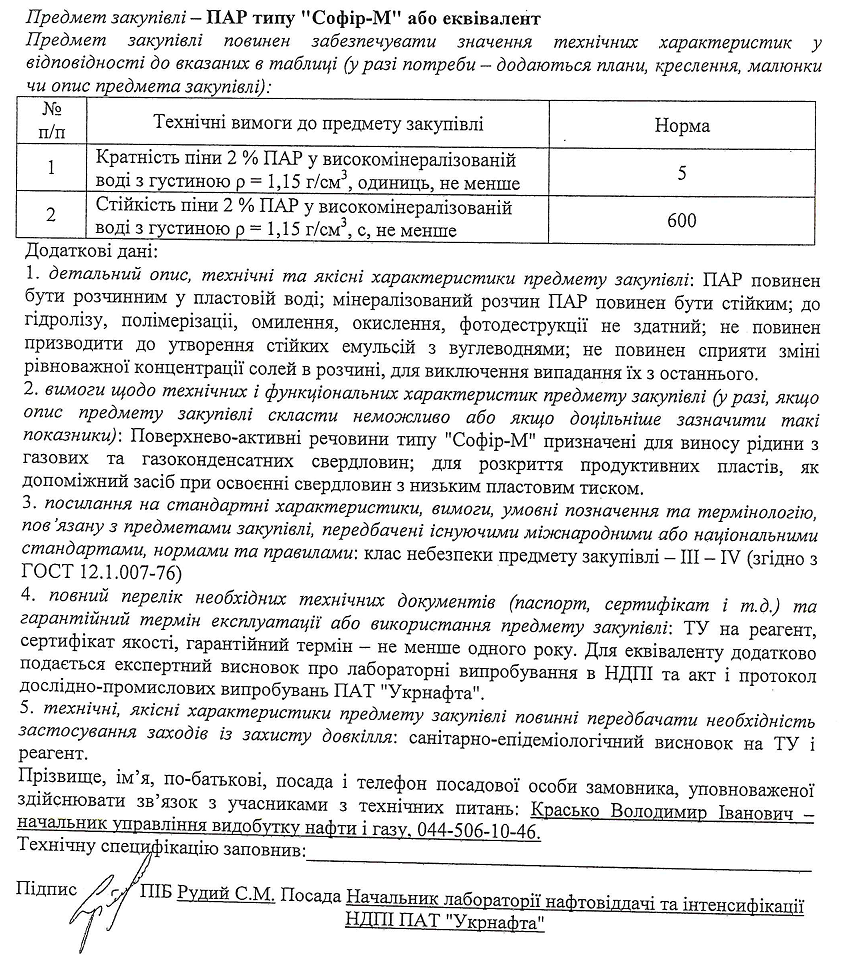 Предмет закупівлі – ПАР типу "Софір-М" або еквівалент
Предмет закупівлі повинен забезпечувати значення технічних характеристик у
відповідності до вказаних в таблиці (у разі потреби – додаються плани, креслення, малюнки
чи опис предмета закупівлі):
№ п/п Технічні вимоги до предмету закупівлі Норма
1 Кратність піни 2 % ПАР у високомінералізованій 5
воді з густиною ρ = 1,15 г/см³, одиниць, не менше
2 Стійкість піни 2 % ПАР у високомінералізованій 600
воді з густиною ρ = 1,15 г/см³, с, не менше
Додаткові дані:
1. детальний опис, технічні та якісні характеристики предмету закупівлі: ПАР повинен
бути розчинним у пластовій воді; мінералізований розчин ПАР повинен бути стійким; до
гідролізу, полімерізаціі, омилення, окислення, фотодеструкції не здатний; не повинен
призводити до утворення стійких емульсій з вуглеводнями; не повинен сприяти зміні
рівноважної концентрації солей в розчині, для виключення випадання їх з останнього.
2. вимоги щодо технічних і функціональних характеристик предмету закупівлі (у разі, якщо
опис предмету закупівлі скласти неможливо або якщо доцільніше зазначити такі
показники): Поверхнево-активні речовини типу "Софір-М" призначені для виносу рідини з
газових та газоконденсатних свердловин; для розкриття продуктивних пластів, як
допоміжний засіб при освоєнні свердловин з низьким пластовим тиском.
3. посилання на стандартні характеристики, вимоги, умовні позначення та термінологію,
пов'язану з предметами закупівлі, передбачені існуючими міжнародними або національними
стандартами, нормами та правилами: клас небезпеки предмету закупівлі – III – IV (згідно з
ГОСТ 12.1.007-76)
4. повний перелік необхідних технічних документів (паспорт, сертифікат і т.д.) та
гарантійний термін експлуатації або використання предмету закупівлі: ТУ на реагент,
сертифікат якості, гарантійний термін – не менше одного року. Для еквіваленту додатково
подається експертний висновок про лабораторні випробування в НДПІ та акт і протокол
дослідно-промислових випробувань ПАТ "Укрнафта".
5. технічні, якісні характеристики предмету закупівлі повинні передбачати необхідність
застосування заходів із захисту довкілля: санітарно-епідеміологічний висновок на ТУ і
реагент.
Прізвище, ім'я, по-батькові, посада і телефон посадової особи замовника, уповноваженої
здійснювати зв'язок з учасниками з технічних питань: Красько Володимир Іванович –
начальник управління видобутку нафти і газу, 044-506-10-46.
Технічну специфікацію заповнив:
Підпис ПІБ Рудий С.М. Посада Начальник лабораторії нафтовіддачі та інтенсифікації
НДПІ ПАТ "Укрнафта"